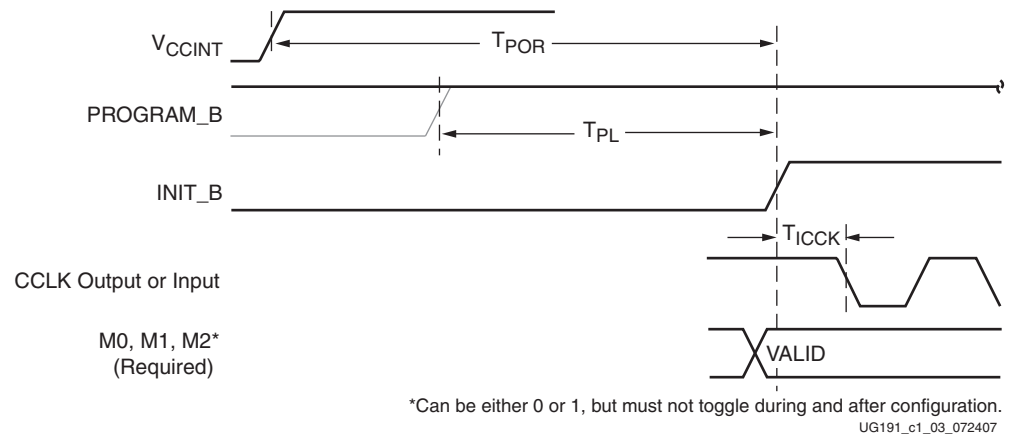 VCCINT
TPOR
PROGRAM_B
TPL
INIT_B
TICCK
CCLK Output or Input
M0, M1, M2*
(Required)
VALID
*Can be either 0 or 1, but must not toggle during and after configuration.
UG191_c1_03_072407